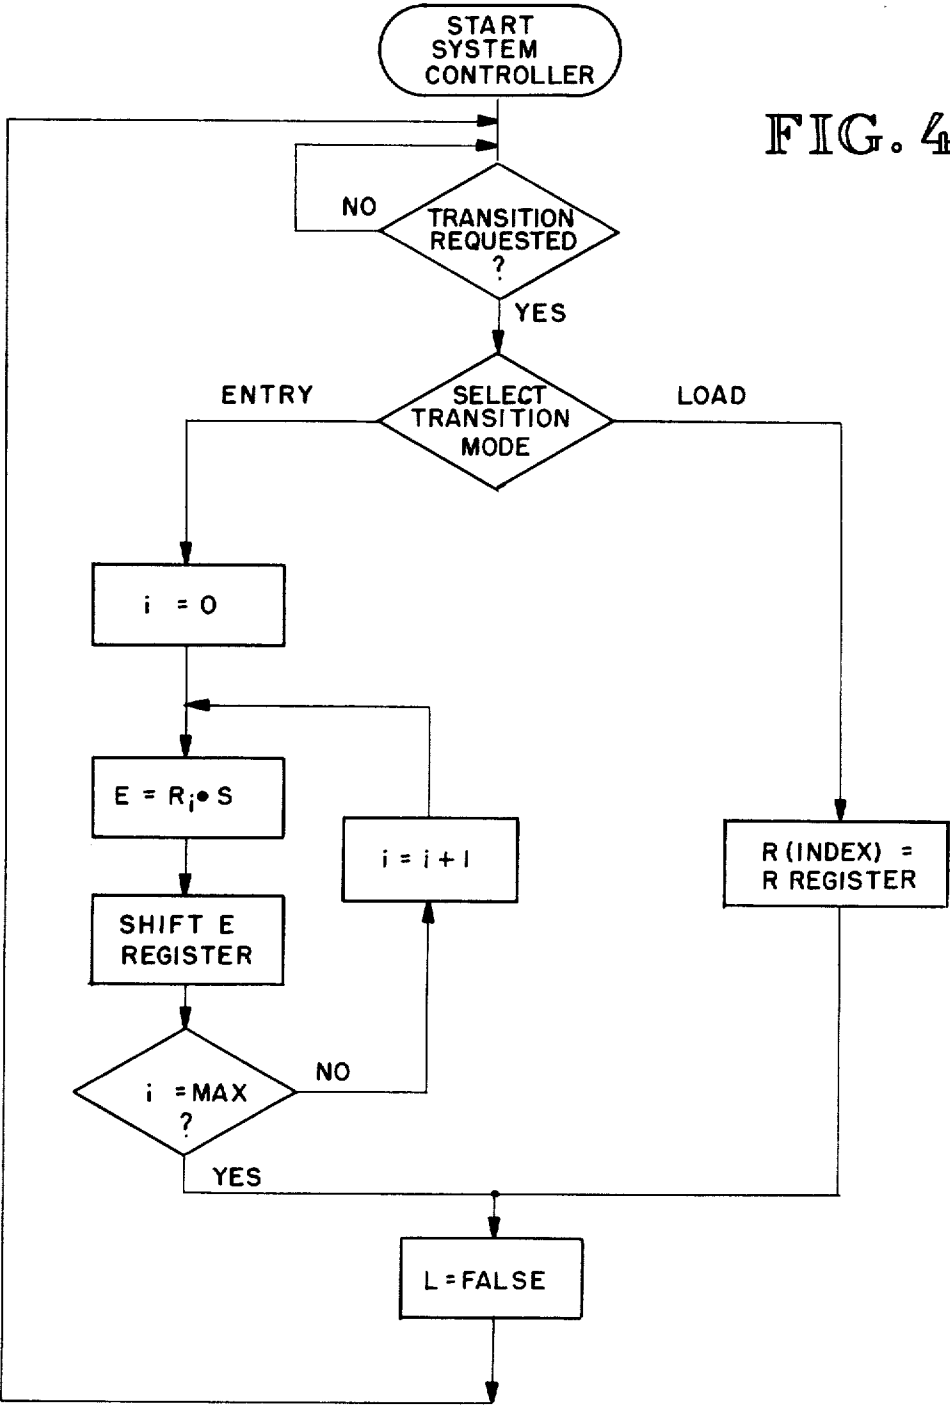 START
SYSTEM
CONTROLLER
FIG. 4
NO
TRANSITION
REQUESTED
?
YES
ENTRY
SELECT
TRANSITION
MODE
LOAD
i = 0
E = Ri• S
i = i + 1
R (INDEX) =
R REGISTER
SHIFT E
REGISTER
i = MAX
?
NO
YES
L = FALSE